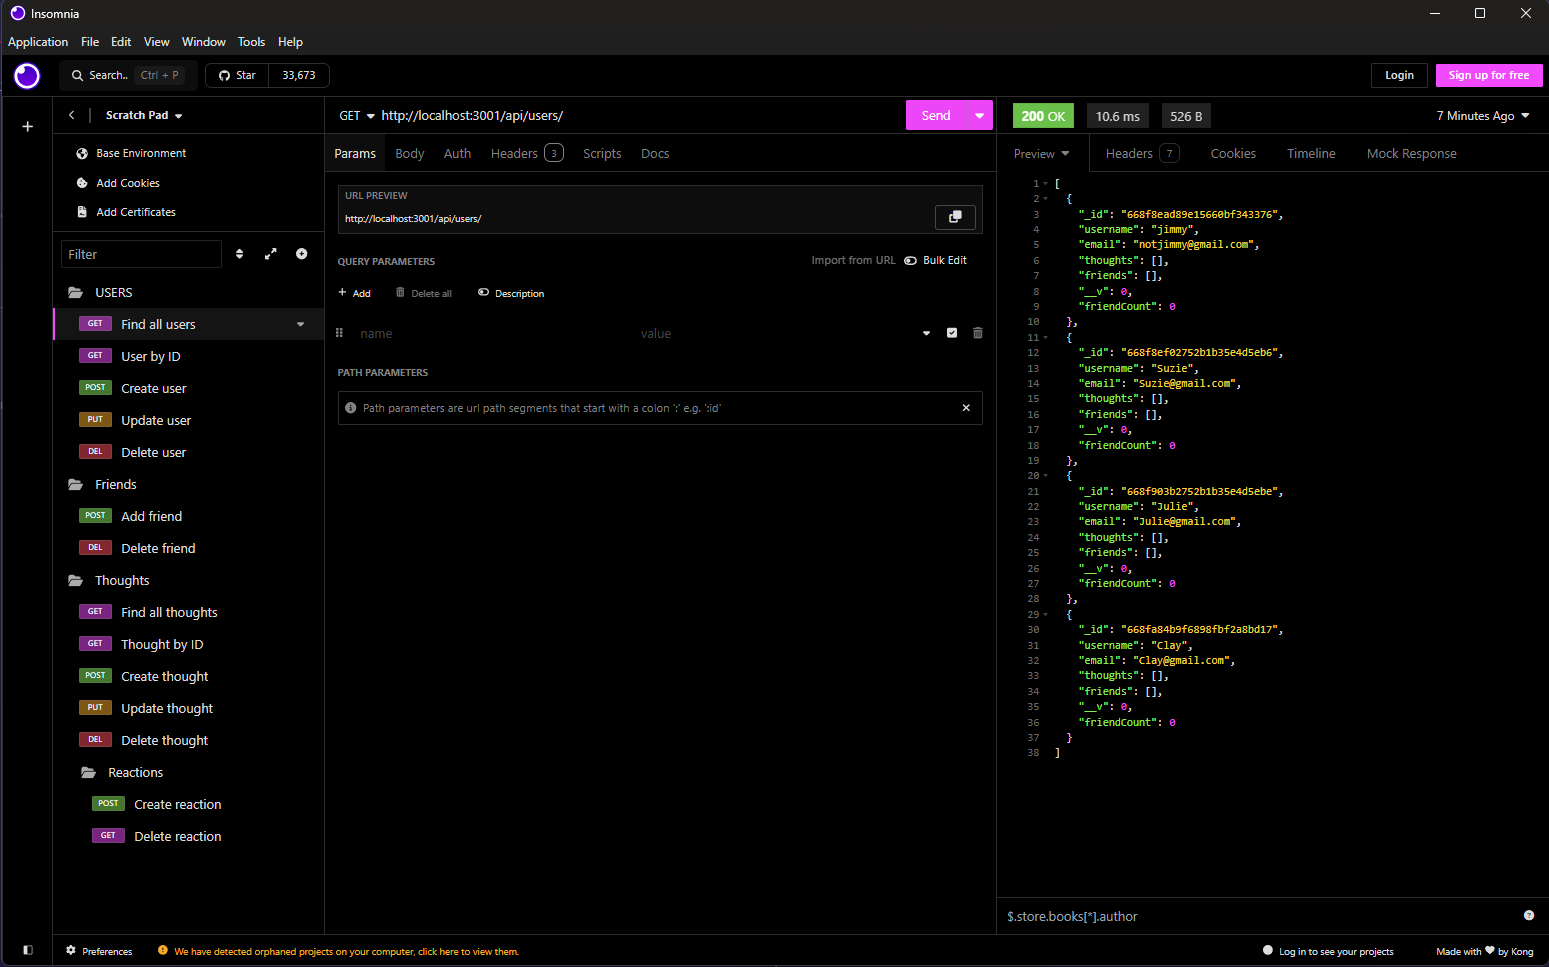 Insomnia
Application File Edit View Window Tools Help
Search.. Ctrl + P Star 33,673 Login Sign up for free
Scratch Pad
Base Environment
Add Cookies
Add Certificates
Filter
USERS
GET Find all users
GET User by ID
POST Create user
PUT Update user
DEL Delete user
Friends
POST Add friend
DEL Delete friend
Thoughts
GET Find all thoughts
GET Thought by ID
POST Create thought
PUT Update thought
DEL Delete thought
Reactions
POST Create reaction
GET Delete reaction
GET http://localhost:3001/api/users/ Send
Params Body Auth Headers 3 Scripts Docs
URL PREVIEW
http://localhost:3001/api/users/
QUERY PARAMETERS Import from URL Bulk Edit
+ Add Delete all Description
name value
PATH PARAMETERS
Path parameters are url path segments that start with a colon ':' e.g. ':id'
200 OK 10.6 ms 526 B 7 Minutes Ago
Preview Headers 7 Cookies Timeline Mock Response
1 [
2 {
3 "_id": "668f8ead89e15660bf343376",
4 "username": "jimmy",
5 "email": "notjimmy@gmail.com",
6 "thoughts": [],
7 "friends": [],
8 "__v": 0,
9 "friendCount": 0
10 },
11 {
12 "_id": "668f8ef02752b1b35e4d5eb6",
13 "username": "Suzie",
14 "email": "Suzie@gmail.com",
15 "thoughts": [],
16 "friends": [],
17 "__v": 0,
18 "friendCount": 0
19 },
20 {
21 "_id": "668f903b2752b1b35e4d5ebe",
22 "username": "Julie",
23 "email": "Julie@gmail.com",
24 "thoughts": [],
25 "friends": [],
26 "__v": 0,
27 "friendCount": 0
28 },
29 {
30 "_id": "668fa84b9f6898fbf2a8bd17",
31 "username": "Clay",
32 "email": "Clay@gmail.com",
33 "thoughts": [],
34 "friends": [],
35 "__v": 0,
36 "friendCount": 0
37 }
38 ]
$.store.books[*].author
Preferences We have detected orphaned projects on your computer, click here to view them. Log in to see your projects Made with ♥ by Kong